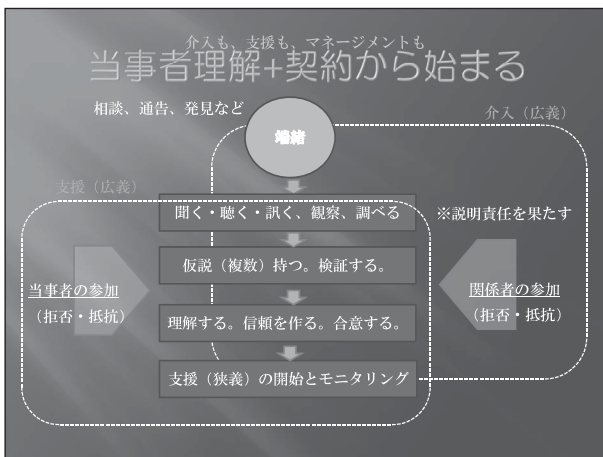 介入も、支援も、マネージメントも
当事者理解+契約から始まる
相談、通告、発見など
介入（広義）
端緒
支援（広義）
聞く・聴く・訊く、観察、調べる
※説明責任を果たす
仮説（複数）持つ。検証する。
当事者の参加
（拒否・抵抗）
関係者の参加
（拒否・抵抗）
理解する。信頼を作る。合意する。
支援（狭義）の開始とモニタリング